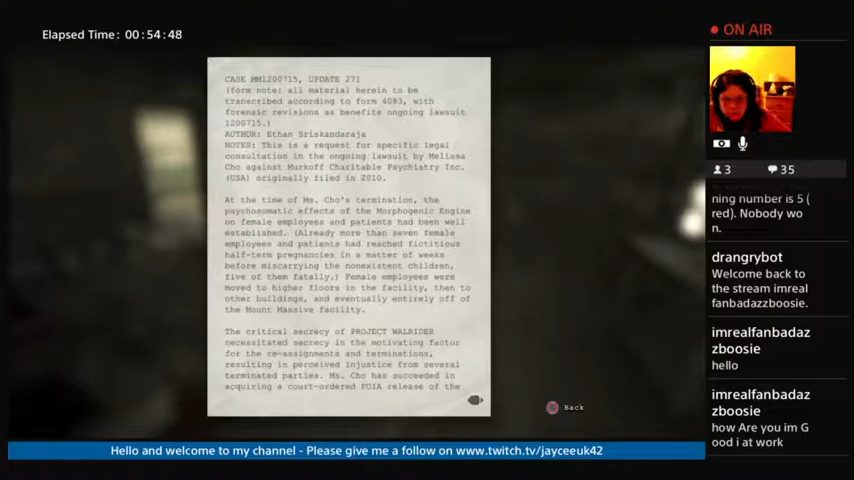 Elapsed Time: 00:54:48
CASE MM1200715, UPDATE 271
(form note: all material herein to be
transcribed according to form 4083, with
forensic revisions as benefits ongoing lawsuit
1200715.)
AUTHOR: Ethan Sriskandaraja
NOTES: This is a request for specific legal
consultation in the ongoing lawsuit by Melissa
Cho against Murkoff Charitable Psychiatry Inc.
(USA) originally filed in 2010.
At the time of Ms. Cho's termination, the
psychosomatic effects of the Morphogenic Engine
on female employees and patients had been well
established. (Already more than seven female
employees and patients had reached fictitious
half-term pregnancies in a matter of weeks
before miscarrying the nonexistent children,
five of them fatally.) Female employees were
moved to higher floors in the facility, then to
other buildings, and eventually entirely off of
the Mount Massive facility.
The critical secrecy of PROJECT WALRIDER
necessitated secrecy in the motivating factor
for the re-assignments and terminations,
resulting in perceived injustice from several
terminated parties. Ms. Cho has succeeded in
acquiring a court-ordered FOIA release of the
Back
ON AIR
3
35
ning number is 5 (
red). Nobody wo
n.
drangrybot
Welcome back to
the stream imreal
fanbadazzboosie.
imrealfanbadaz
zboosie
hello
imrealfanbadaz
zboosie
how Are you im G
ood i at work
Hello and welcome to my channel - Please give me a follow on www.twitch.tv/jayceeuk42